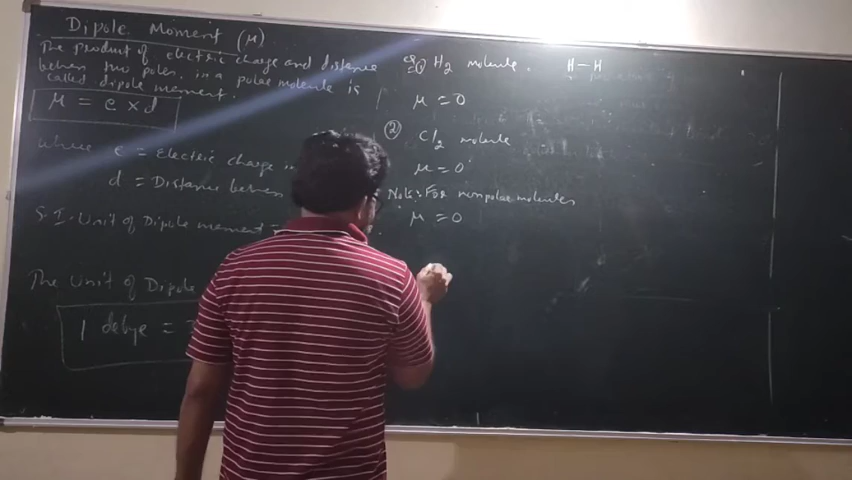 Dipole Moment (μ)
The Product of electric charge and distance
between two poles in a polar molecule is
called dipole moment.
μ = e × d
where e = Electric charge in
d = Distance between
S.I. Unit of Dipole moment =
The Unit of Dipole
1 debye =
eg ① H2 molecule. H—H
μ = 0
② Cl2 molecule
μ = 0
Note: For nonpolar molecules
μ = 0